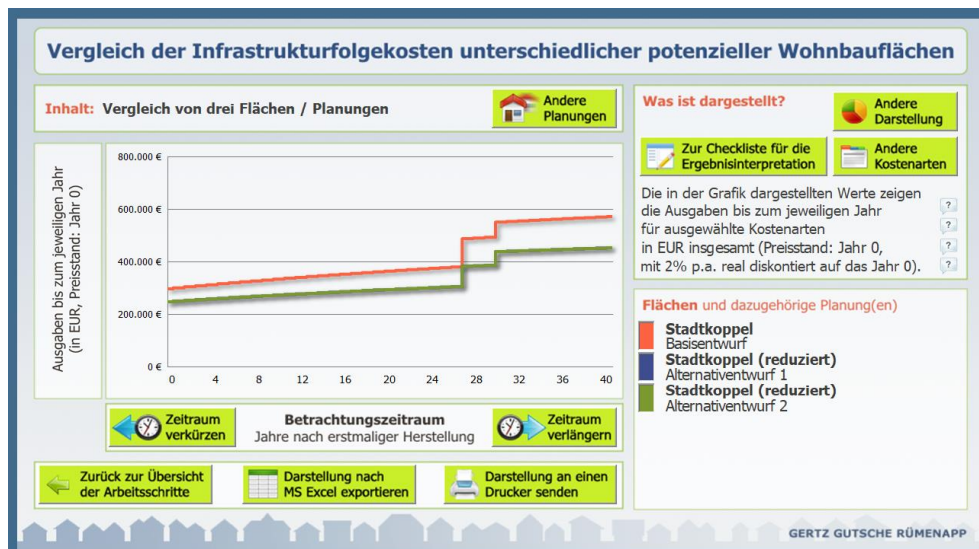 Vergleich der Infrastrukturfolgekosten unterschiedlicher potenzieller Wohnbauflächen
Inhalt: Vergleich von drei Flächen / Planungen
Andere
Planungen
Ausgaben bis zum jeweiligen Jahr
(in EUR, Preisstand: Jahr 0)
800.000 €
600.000 €
400.000 €
200.000 €
0 €
0 4 8 12 16 20 24 28 32 36 40
Zeitraum
verkürzen
Betrachtungszeitraum
Jahre nach erstmaliger Herstellung
Zeitraum
verlängern
Zurück zur Übersicht
der Arbeitsschritte
Darstellung nach
MS Excel exportieren
Darstellung an einen
Drucker senden
Was ist dargestellt?
Andere
Darstellung
Zur Checkliste für die
Ergebnisinterpretation
Andere
Kostenarten
Die in der Grafik dargestellten Werte zeigen
die Ausgaben bis zum jeweiligen Jahr ?
für ausgewählte Kostenarten ?
in EUR insgesamt (Preisstand: Jahr 0, ?
mit 2% p.a. real diskontiert auf das Jahr 0). ?
Flächen und dazugehörige Planung(en)
Stadtkoppel
Basisentwurf
Stadtkoppel (reduziert)
Alternativentwurf 1
Stadtkoppel (reduziert)
Alternativentwurf 2
GERTZ GUTSCHE RÜMENAPP